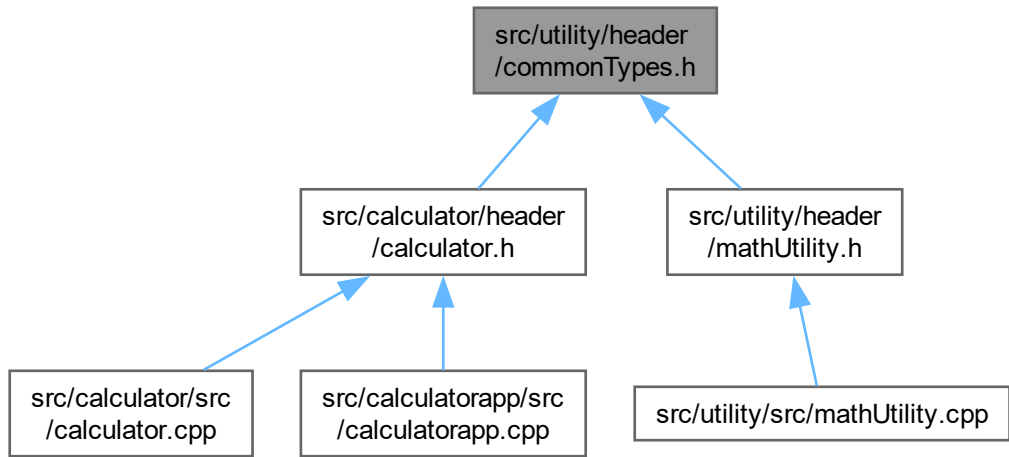 src/utility/header
/commonTypes.h
src/calculator/header
/calculator.h
src/utility/header
/mathUtility.h
src/calculator/src
/calculator.cpp
src/calculatorapp/src
/calculatorapp.cpp
src/utility/src/mathUtility.cpp